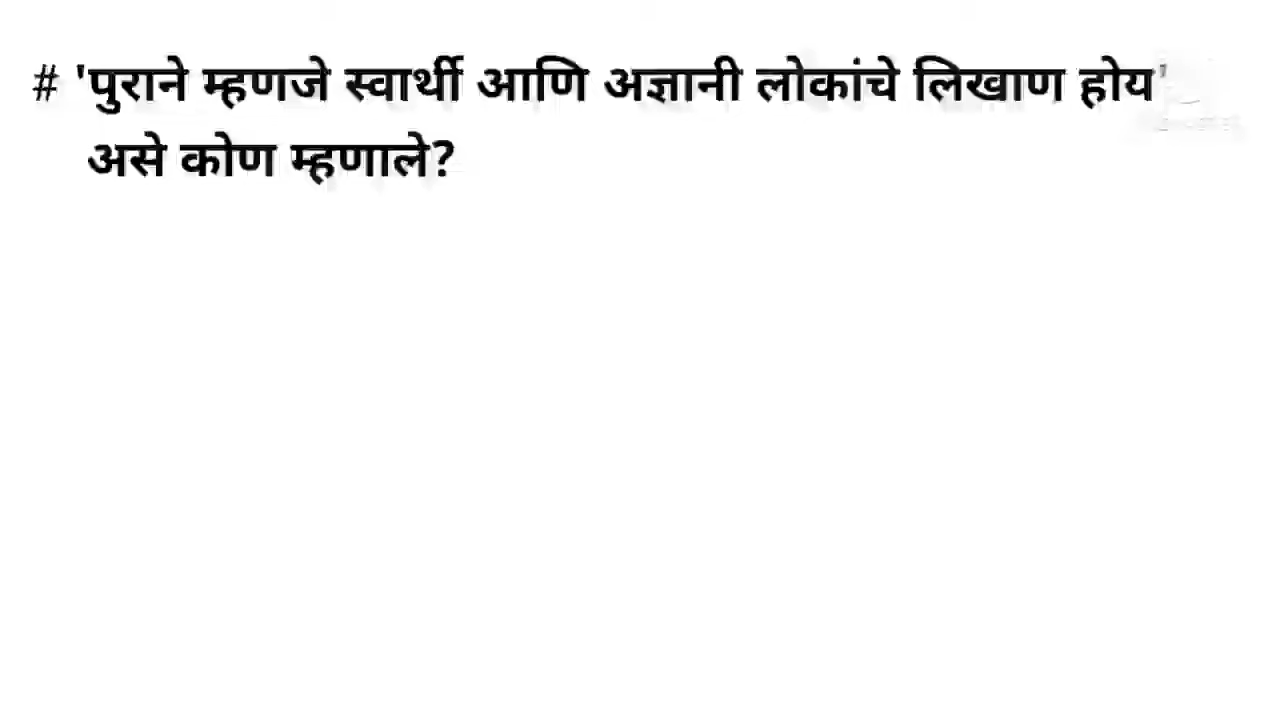 # 'पुराने म्हणजे स्वार्थी आणि अज्ञानी लोकांचे लिखाण होय'
असे कोण म्हणाले?